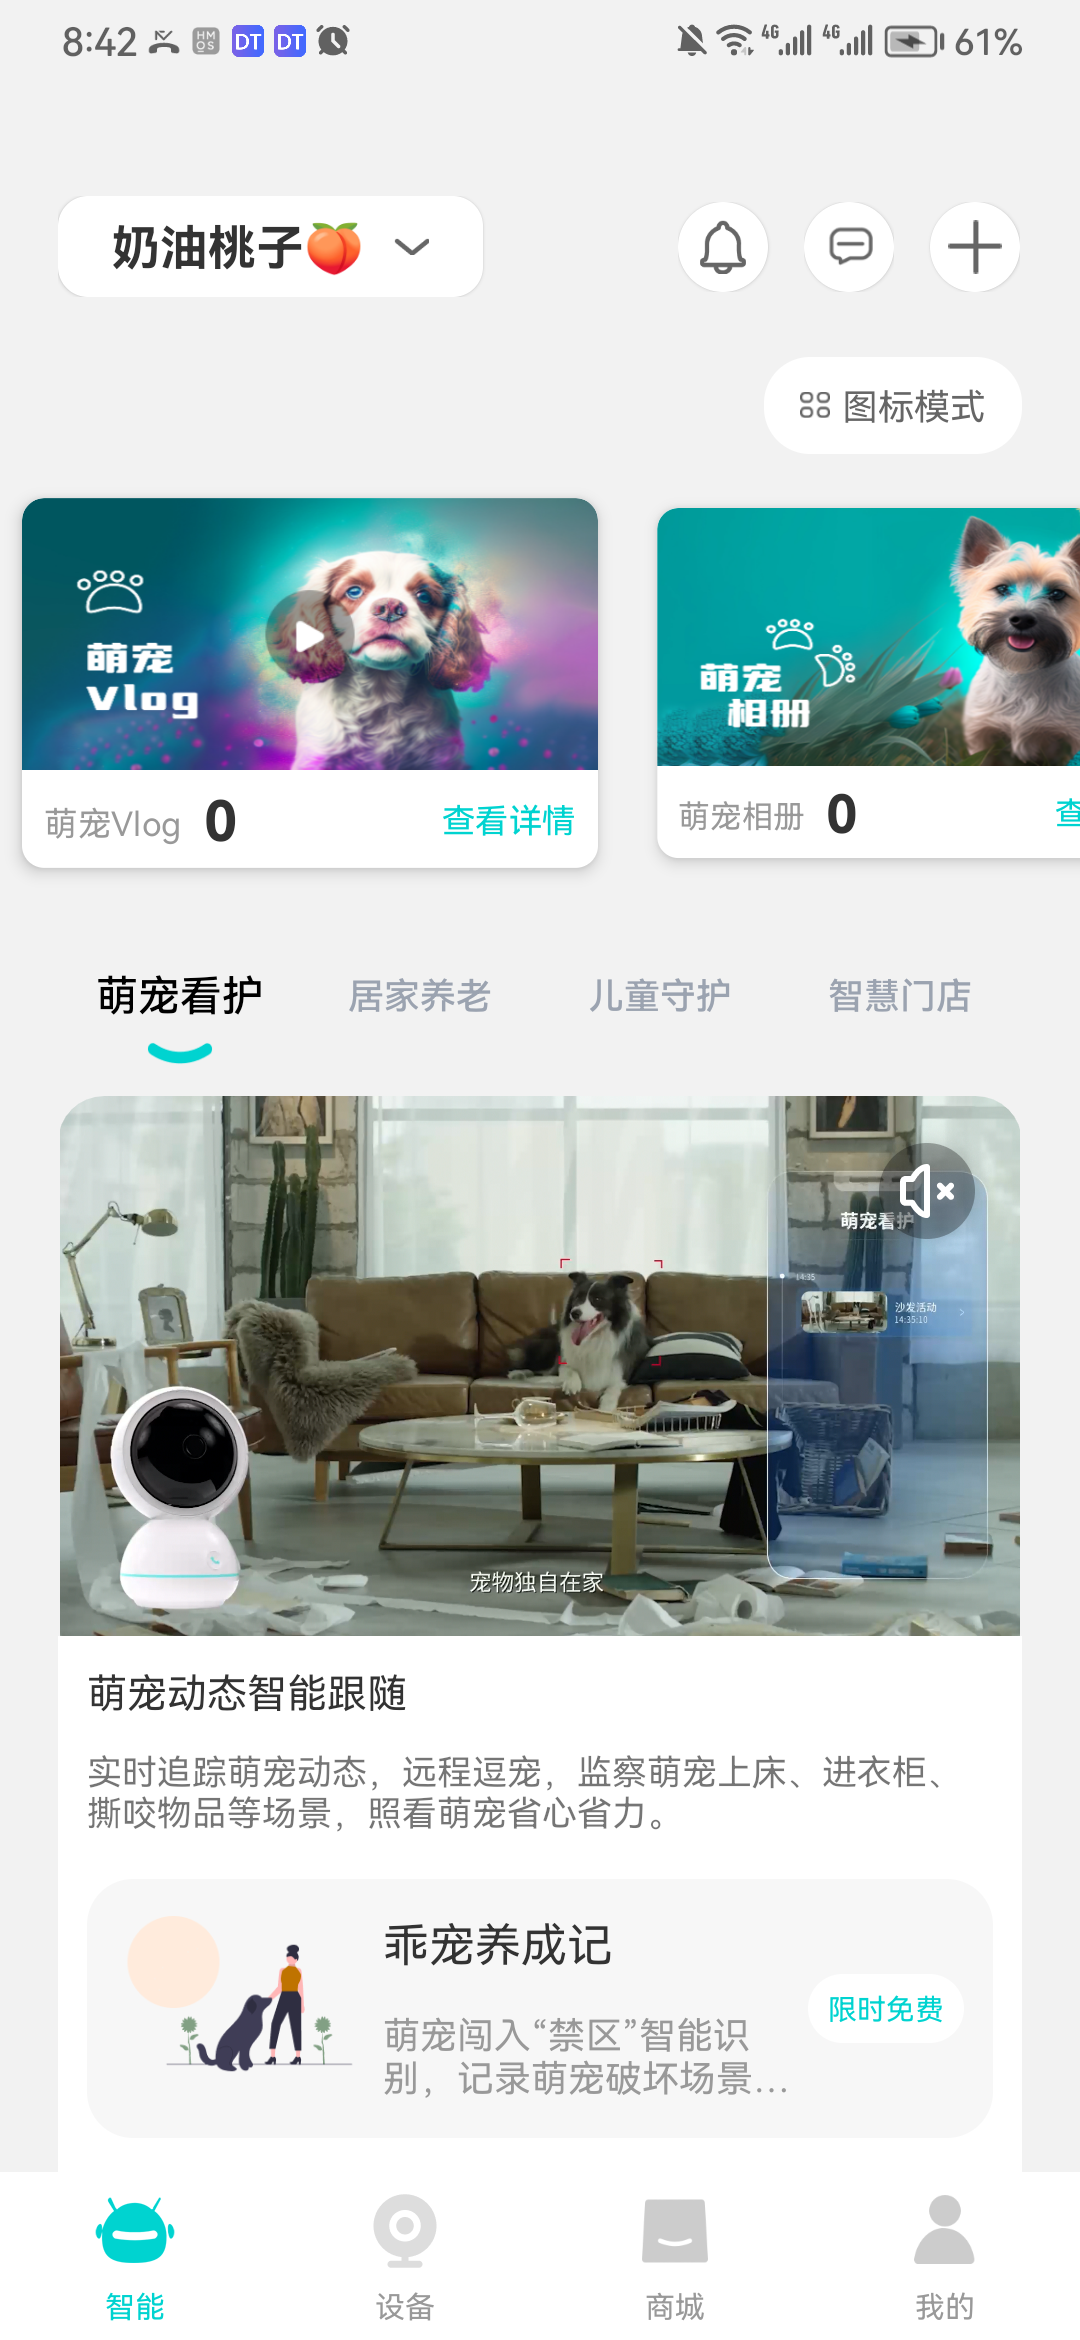 8:42
HM
OS
DT
DT
4G
4G
61%
奶油桃子🍑
图标模式
萌宠
Vlog
萌宠
相册
萌宠Vlog 0 查看详情
萌宠相册 0 查
萌宠看护 居家养老 儿童守护 智慧门店
萌宠看护
14:35
沙发活动
14:35:10
宠物独自在家
萌宠动态智能跟随
实时追踪萌宠动态，远程逗宠，监察萌宠上床、进衣柜、
撕咬物品等场景，照看萌宠省心省力。
乖宠养成记
萌宠闯入“禁区”智能识
别，记录萌宠破坏场景...
限时免费
智能 设备 商城 我的